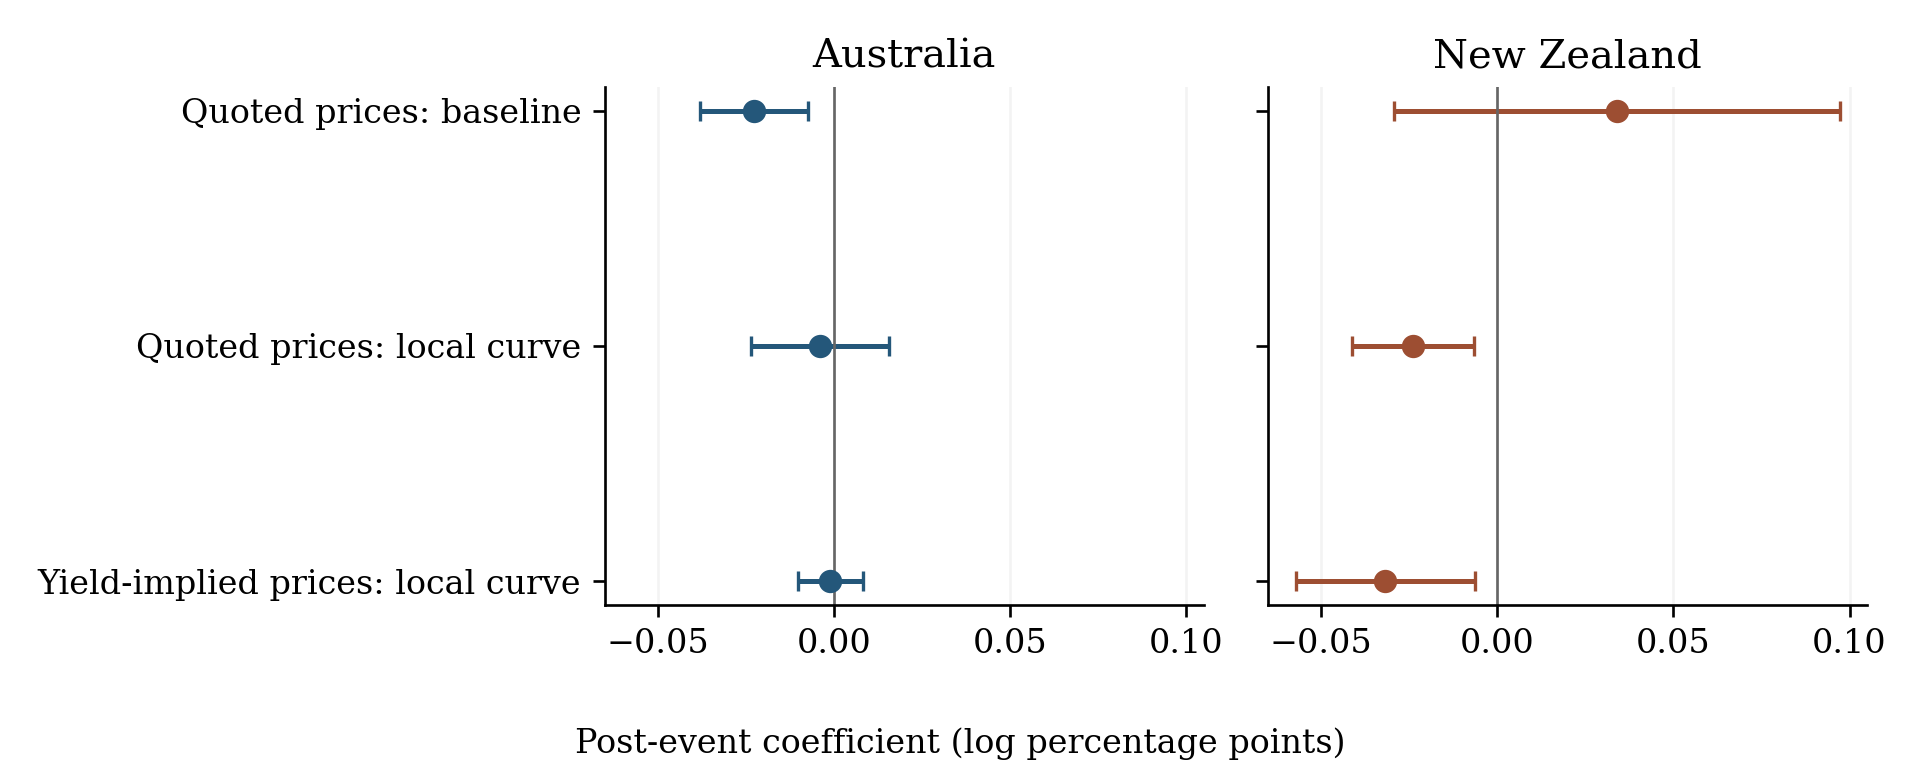 Australia
New Zealand
Quoted prices: baseline
Quoted prices: local curve
Yield-implied prices: local curve
−0.05 0.00 0.05 0.10
−0.05 0.00 0.05 0.10
Post-event coefficient (log percentage points)